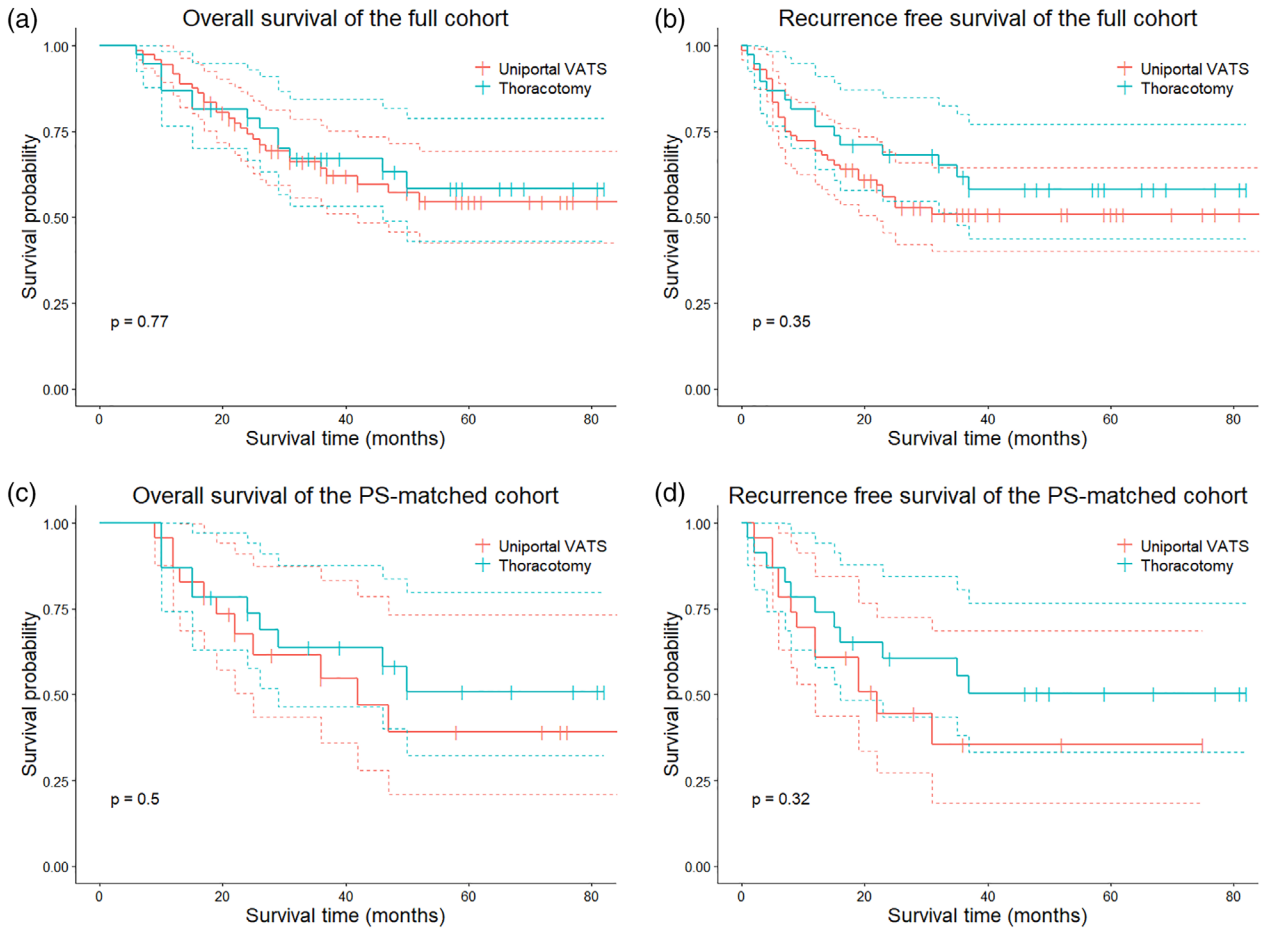 (a)
Overall survival of the full cohort
Survival probability
1.00
0.75
0.50
0.25
0.00
Uniportal VATS
Thoracotomy
p = 0.77
0 20 40 60 80
Survival time (months)
(b)
Recurrence free survival of the full cohort
Survival probability
1.00
0.75
0.50
0.25
0.00
Uniportal VATS
Thoracotomy
p = 0.35
0 20 40 60 80
Survival time (months)
(c)
Overall survival of the PS-matched cohort
Survival probability
1.00
0.75
0.50
0.25
0.00
Uniportal VATS
Thoracotomy
p = 0.5
0 20 40 60 80
Survival time (months)
(d)
Recurrence free survival of the PS-matched cohort
Survival probability
1.00
0.75
0.50
0.25
0.00
Uniportal VATS
Thoracotomy
p = 0.32
0 20 40 60 80
Survival time (months)